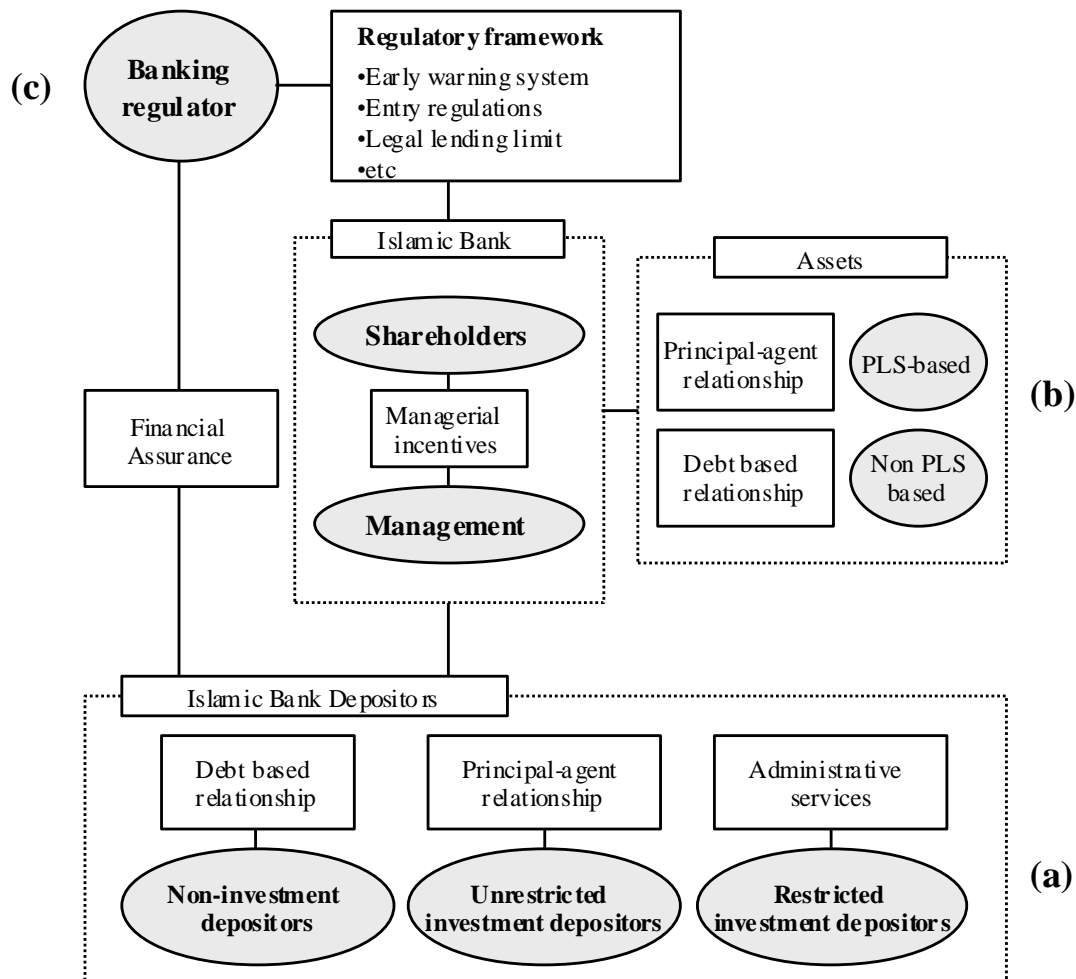 (c)
Banking
regulator
Regulatory framework
•Early warning system
•Entry regulations
•Legal lending limit
•etc
Islamic Bank
Shareholders
Managerial
incentives
Management
Assets
Principal-agent
relationship
PLS-based
Debt based
relationship
Non PLS
based
(b)
Financial
Assurance
Islamic Bank Depositors
Debt based
relationship
Principal-agent
relationship
Administrative
services
Non-investment
depositors
Unrestricted
investment depositors
Restricted
investment depositors
(a)